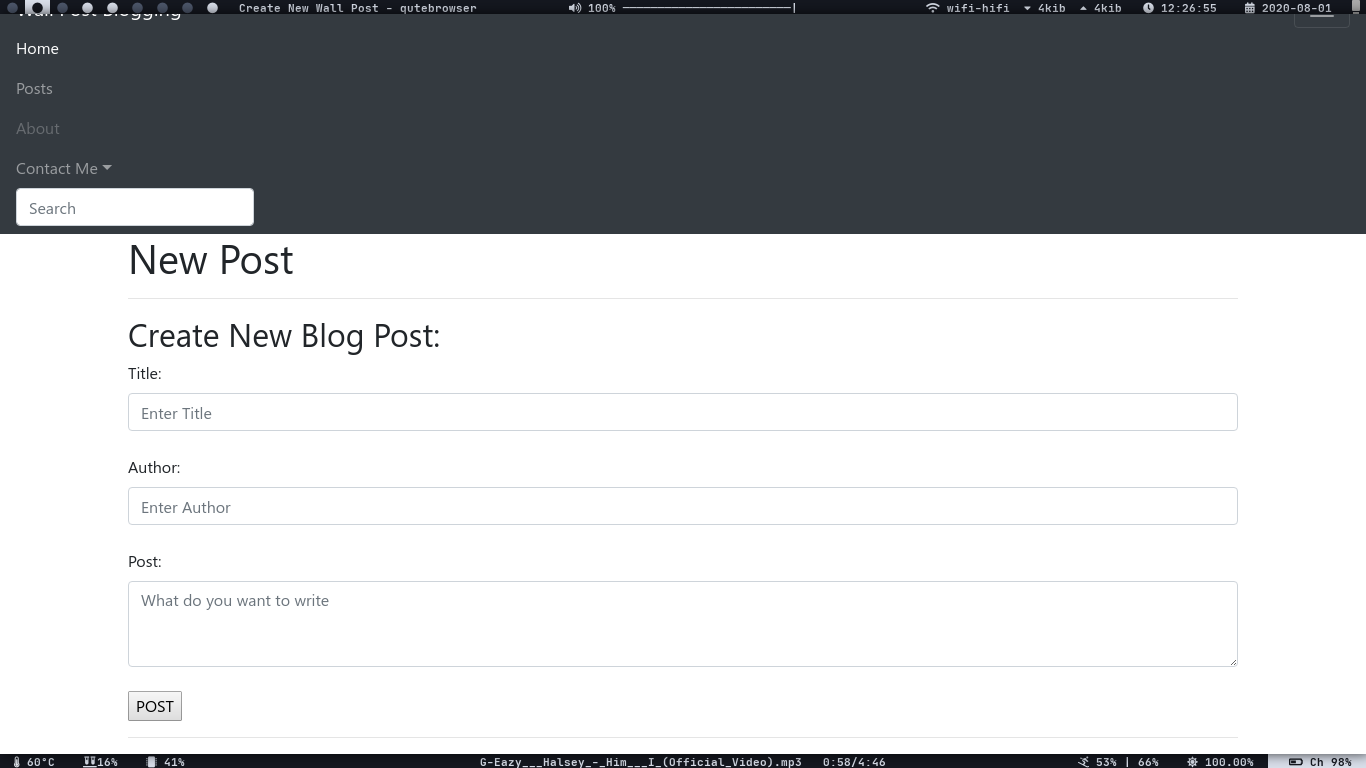 Create New Wall Post - qutebrowser 100% wifi-hifi 4kib 4kib 12:26:55 2020-08-01
Wall Post Blogging
Home
Posts
About
Contact Me
Search
New Post
Create New Blog Post:
Title:
Enter Title
Author:
Enter Author
Post:
What do you want to write
POST
60°C 16% 41% G-Eazy___Halsey_-_Him___I_(Official_Video).mp3 0:58/4:46 53% | 66% 100.00% Ch 98%